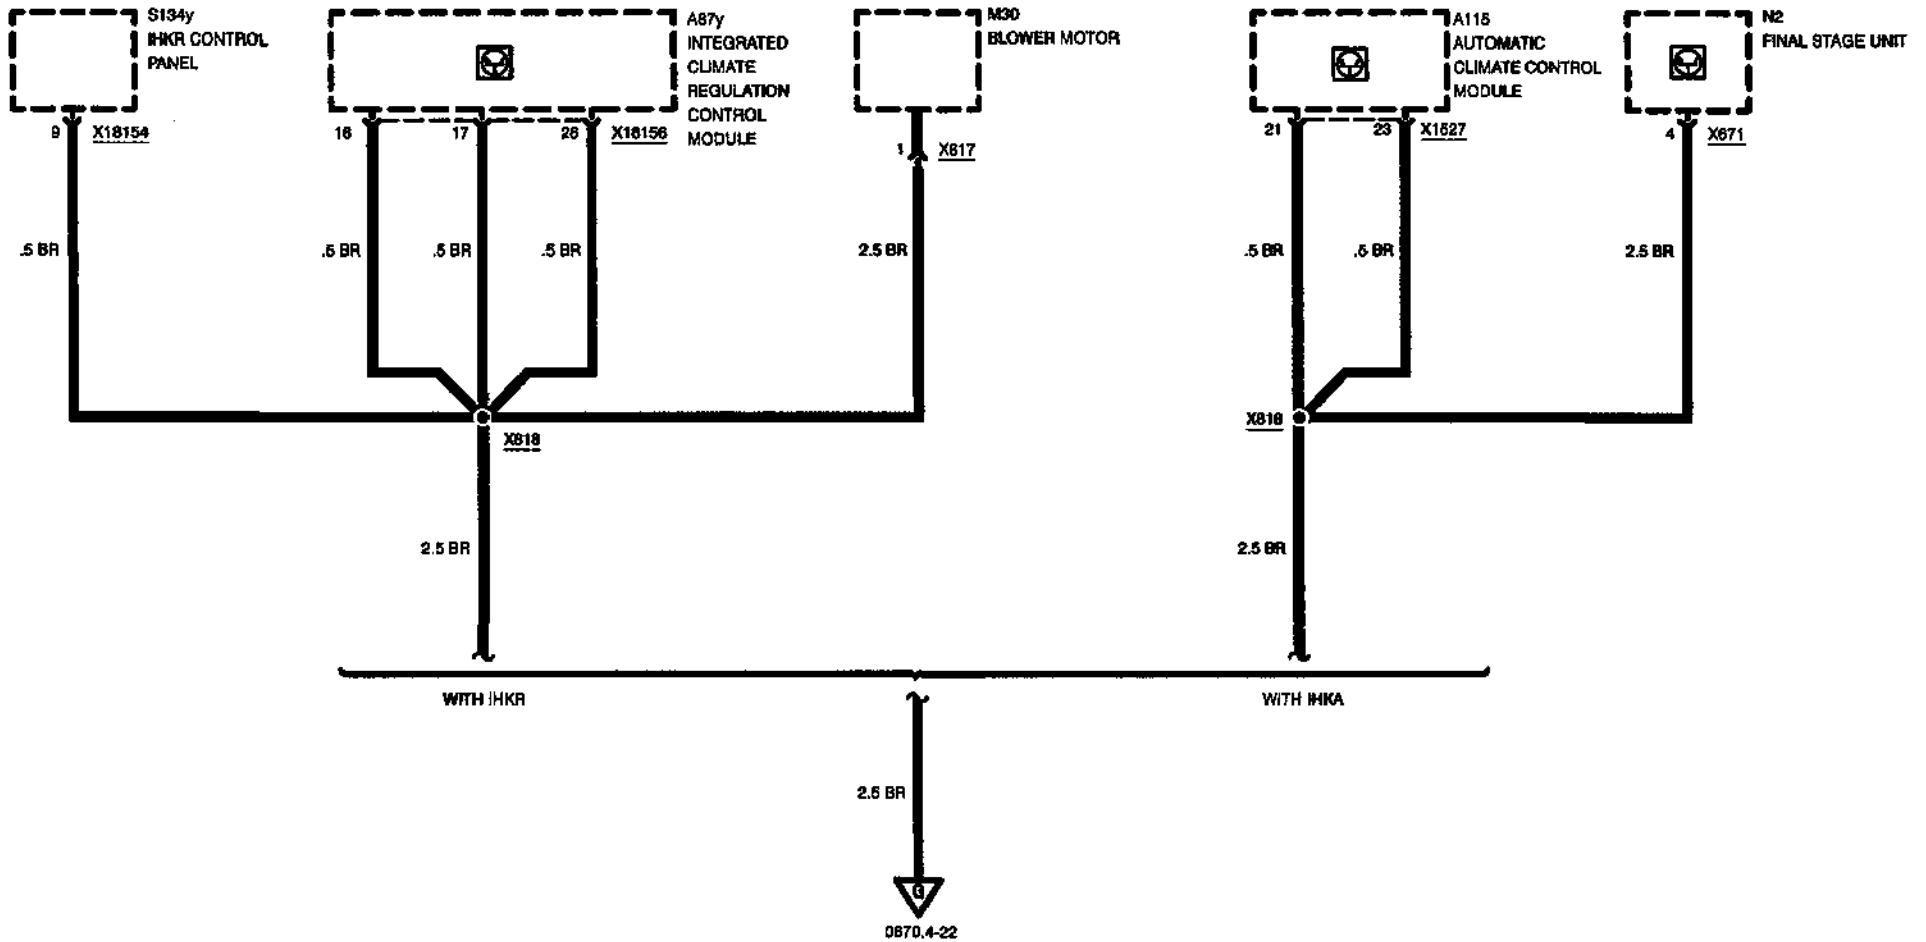 S134y
IHKR CONTROL
PANEL
A87y
INTEGRATED
CLIMATE
REGULATION
CONTROL
MODULE
M30
BLOWER MOTOR
A115
AUTOMATIC
CLIMATE CONTROL
MODULE
N2
FINAL STAGE UNIT
9
X18154
16
17
26
X18156
1
X617
21
23
X1527
4
X671
.5 BR
.5 BR
.5 BR
.5 BR
2.5 BR
.5 BR
.5 BR
2.5 BR
X818
X818
2.5 BR
2.5 BR
WITH IHKR
WITH IHKA
2.5 BR
0670.4-22